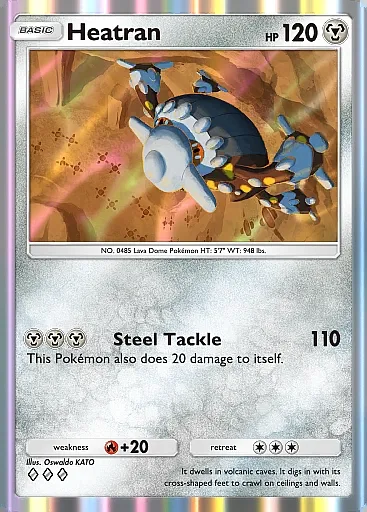 BASIC Heatran HP 120
NO. 0485 Lava Dome Pokémon HT: 5'7" WT: 948 lbs.
Steel Tackle 110
This Pokémon also does 20 damage to itself.
weakness +20 retreat
Illus. Oswaldo KATO
It dwells in volcanic caves. It digs in with its
cross-shaped feet to crawl on ceilings and walls.